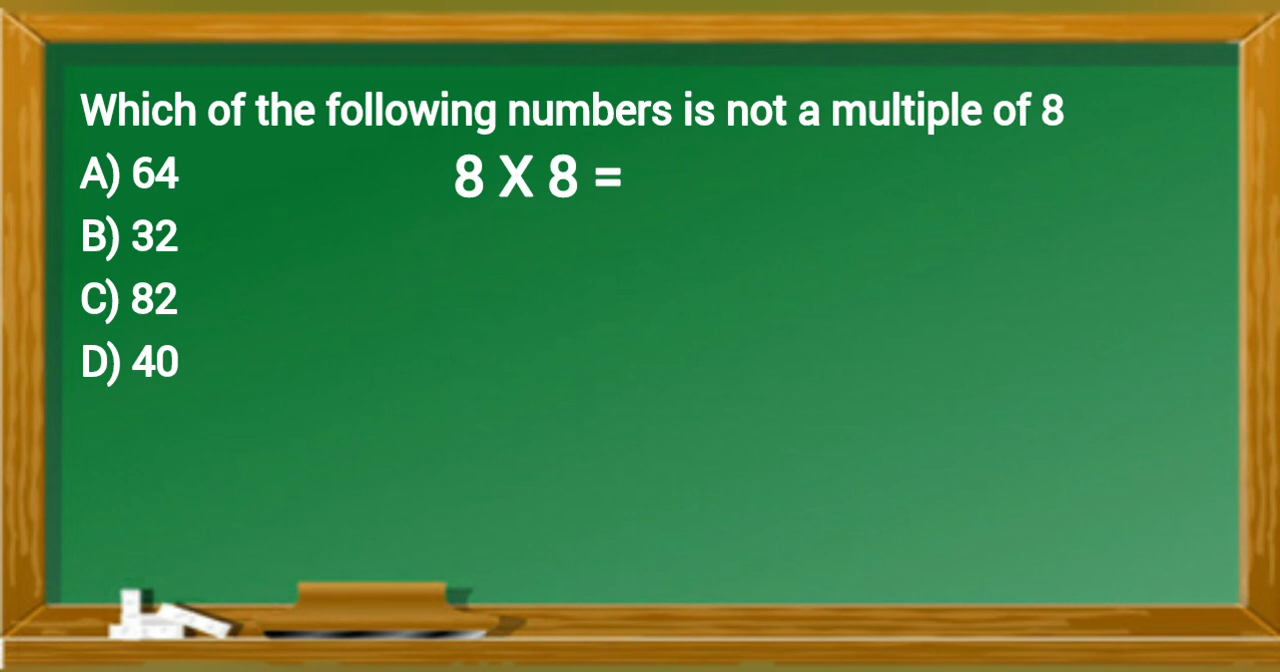 Which of the following numbers is not a multiple of 8
A) 64
8 X 8 =
B) 32
C) 82
D) 40